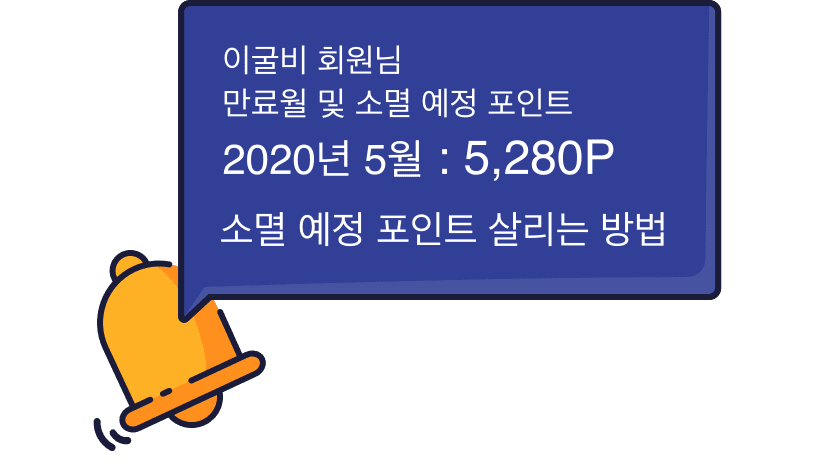 이굴비 회원님
만료월 및 소멸 예정 포인트
2020년 5월 : 5,280P
소멸 예정 포인트 살리는 방법